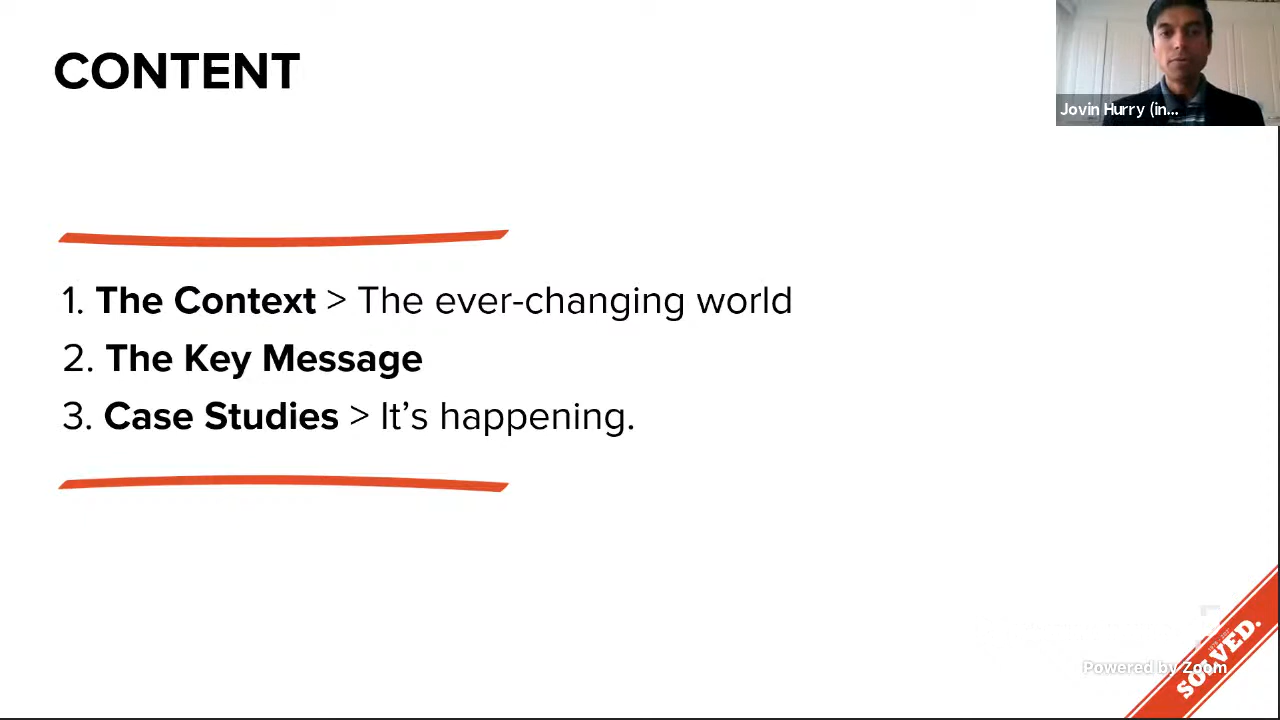 CONTENT
Jovin Hurry (in...
1. The Context > The ever-changing world
2. The Key Message
3. Case Studies > It’s happening.
SOLVED.
Powered by Zoom